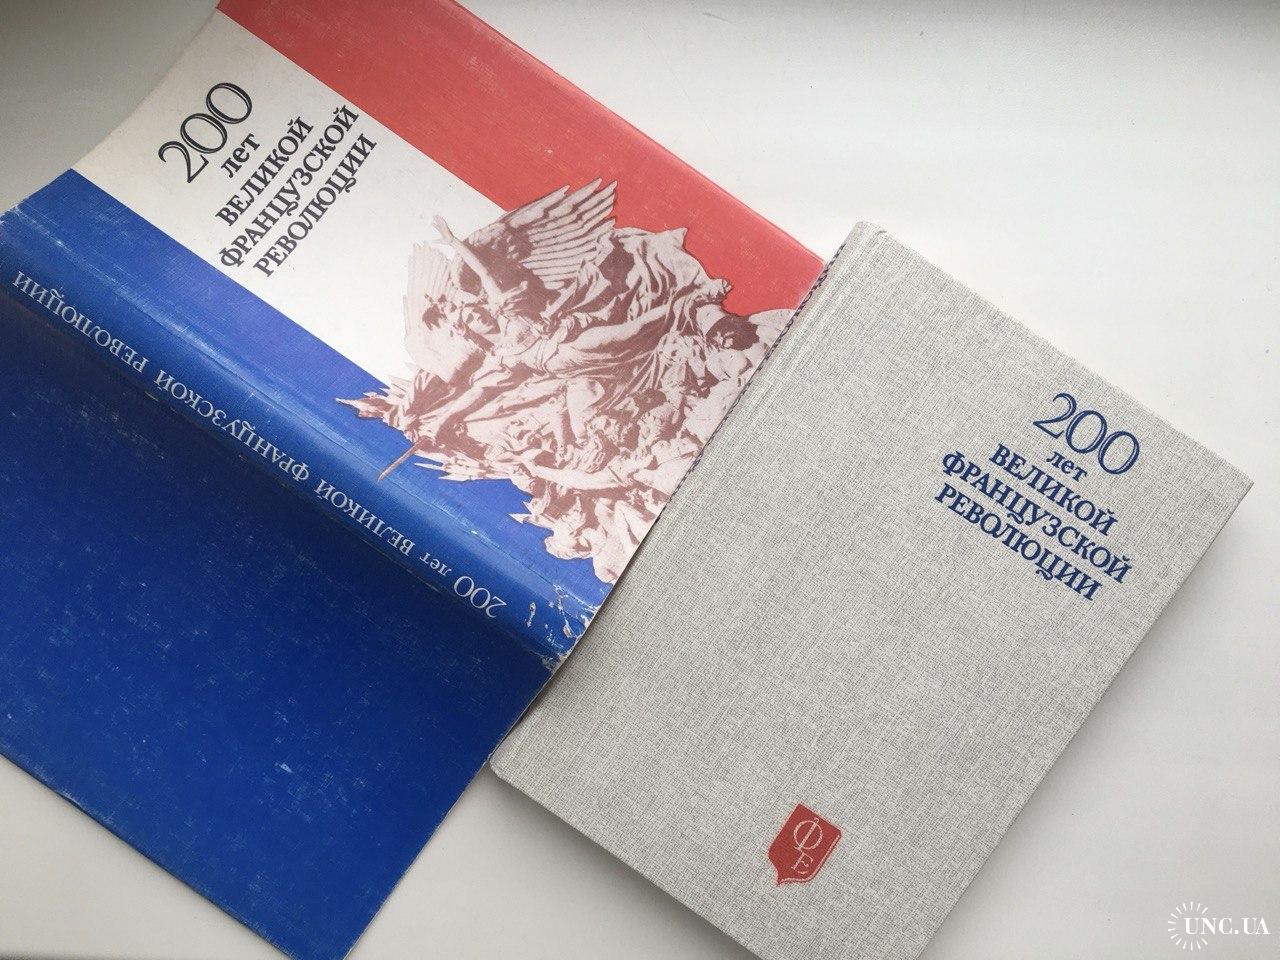 200
лет
ВЕЛИКОЙ
ФРАНЦУЗСКОЙ
РЕВОЛЮЦИИ
200 лет ВЕЛИКОЙ ФРАНЦУЗСКОЙ РЕВОЛЮЦИИ
200
лет
ВЕЛИКОЙ
ФРАНЦУЗСКОЙ
РЕВОЛЮЦИИ
ФЕ
UNC.UA